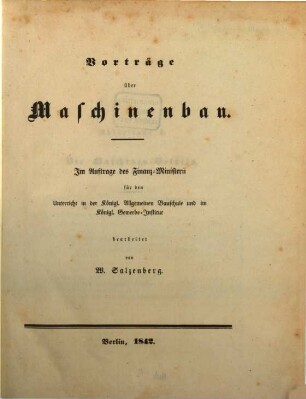 Vorträge
über
Maschinenbau.
Im Auftrage des Finanz-Ministerii
für den
Unterricht in der Königl. Allgemeinen Bauschule und im
Königl. Gewerbe-Institut
bearbeitet
von
W. Salzenberg.
Berlin, 1842.